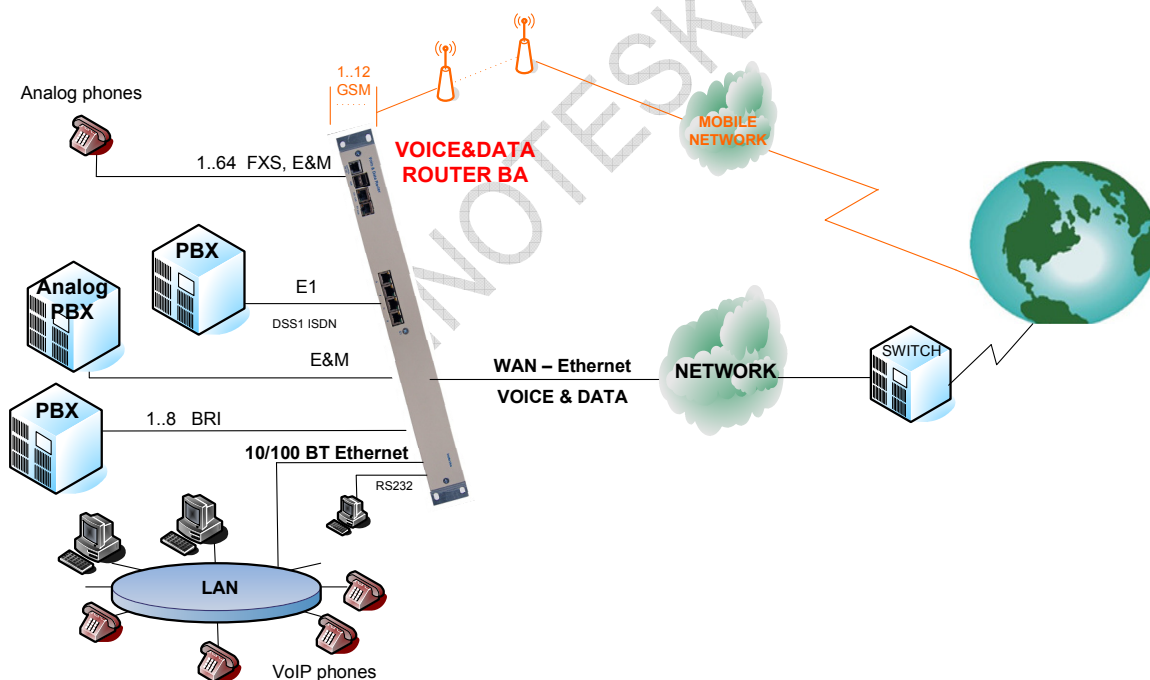 1..12
GSM
Analog phones
MOBILE
NETWORK
VOICE&DATA
ROUTER BA
1..64 FXS, E&M
PBX
Analog
PBX
E1
DSS1 ISDN
E&M
WAN – Ethernet
VOICE & DATA
NETWORK
SWITCH
PBX
1..8 BRI
10/100 BT Ethernet
RS232
LAN
VoIP phones
INOTESKA